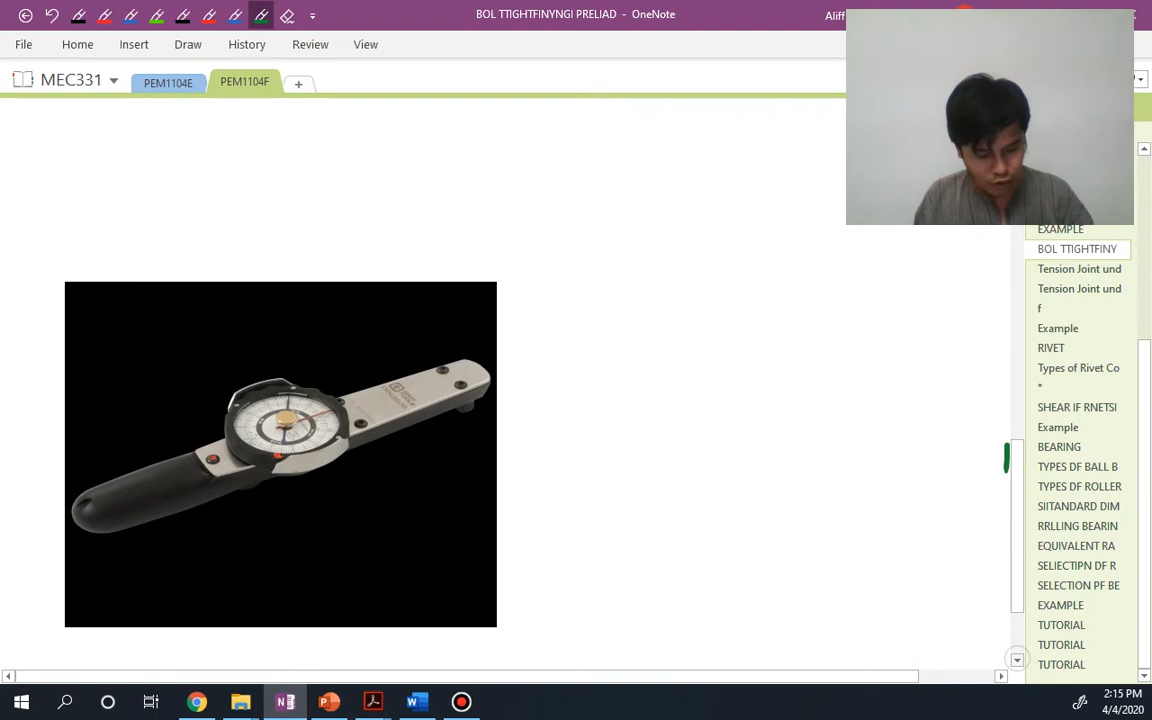 BOL TTIGHTFINYNGI PRELIAD - OneNote
Aliff
File Home Insert Draw History Review View
MEC331 PEM1104E PEM1104F +
EXAMPLE
BOL TTIGHTFINY
Tension Joint und
Tension Joint und
f
Example
RIVET
Types of Rivet Co
*
SHEAR IF RNETSI
Example
BEARING
TYPES DF BALL B
TYPES DF ROLLER
SIITANDARD DIM
RRLLING BEARIN
EQUIVALENT RA
SELIECTIPN DF R
SELECTION PF BE
EXAMPLE
TUTORIAL
TUTORIAL
TUTORIAL
2:15 PM
4/4/2020